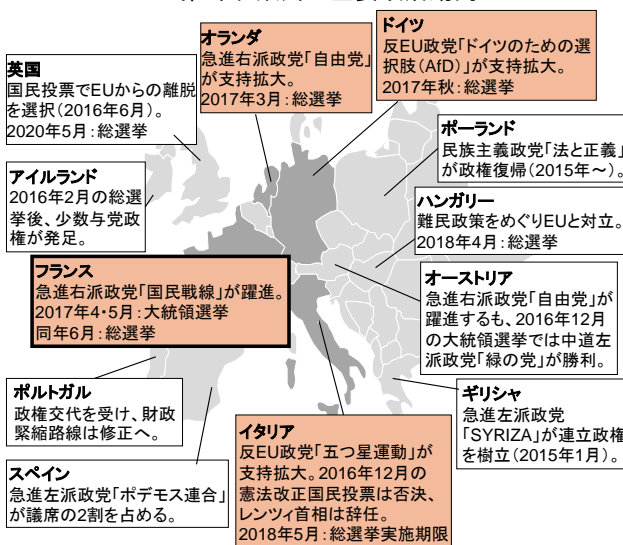 オランダ
急進右派政党「自由党」
が支持拡大。
2017年3月：総選挙
ドイツ
反EU政党「ドイツのための選
択肢（AfD）」が支持拡大。
2017年秋：総選挙
英国
国民投票でEUからの離脱
を選択（2016年6月）。
2020年5月：総選挙
ポーランド
民族主義政党「法と正義」
が政権復帰（2015年～）。
アイルランド
2016年2月の総選
挙後、少数与党政
権が発足。
ハンガリー
難民政策をめぐりEUと対立。
2018年4月：総選挙
フランス
急進右派政党「国民戦線」が躍進。
2017年4・5月：大統領選挙
同年6月：総選挙
オーストリア
急進右派政党「自由党」が
躍進するも、2016年12月
の大統領選挙では中道左
派政党「緑の党」が勝利。
ポルトガル
政権交代を受け、財政
緊縮路線は修正へ。
ギリシャ
急進左派政党
「SYRIZA」が連立政権
を樹立（2015年1月）。
イタリア
反EU政党「五つ星運動」が
支持拡大。2016年12月の
憲法改正国民投票は否決、
レンツィ首相は辞任。
2018年5月：総選挙実施期限
スペイン
急進左派政党「ポデモス連合」
が議席の2割を占める。